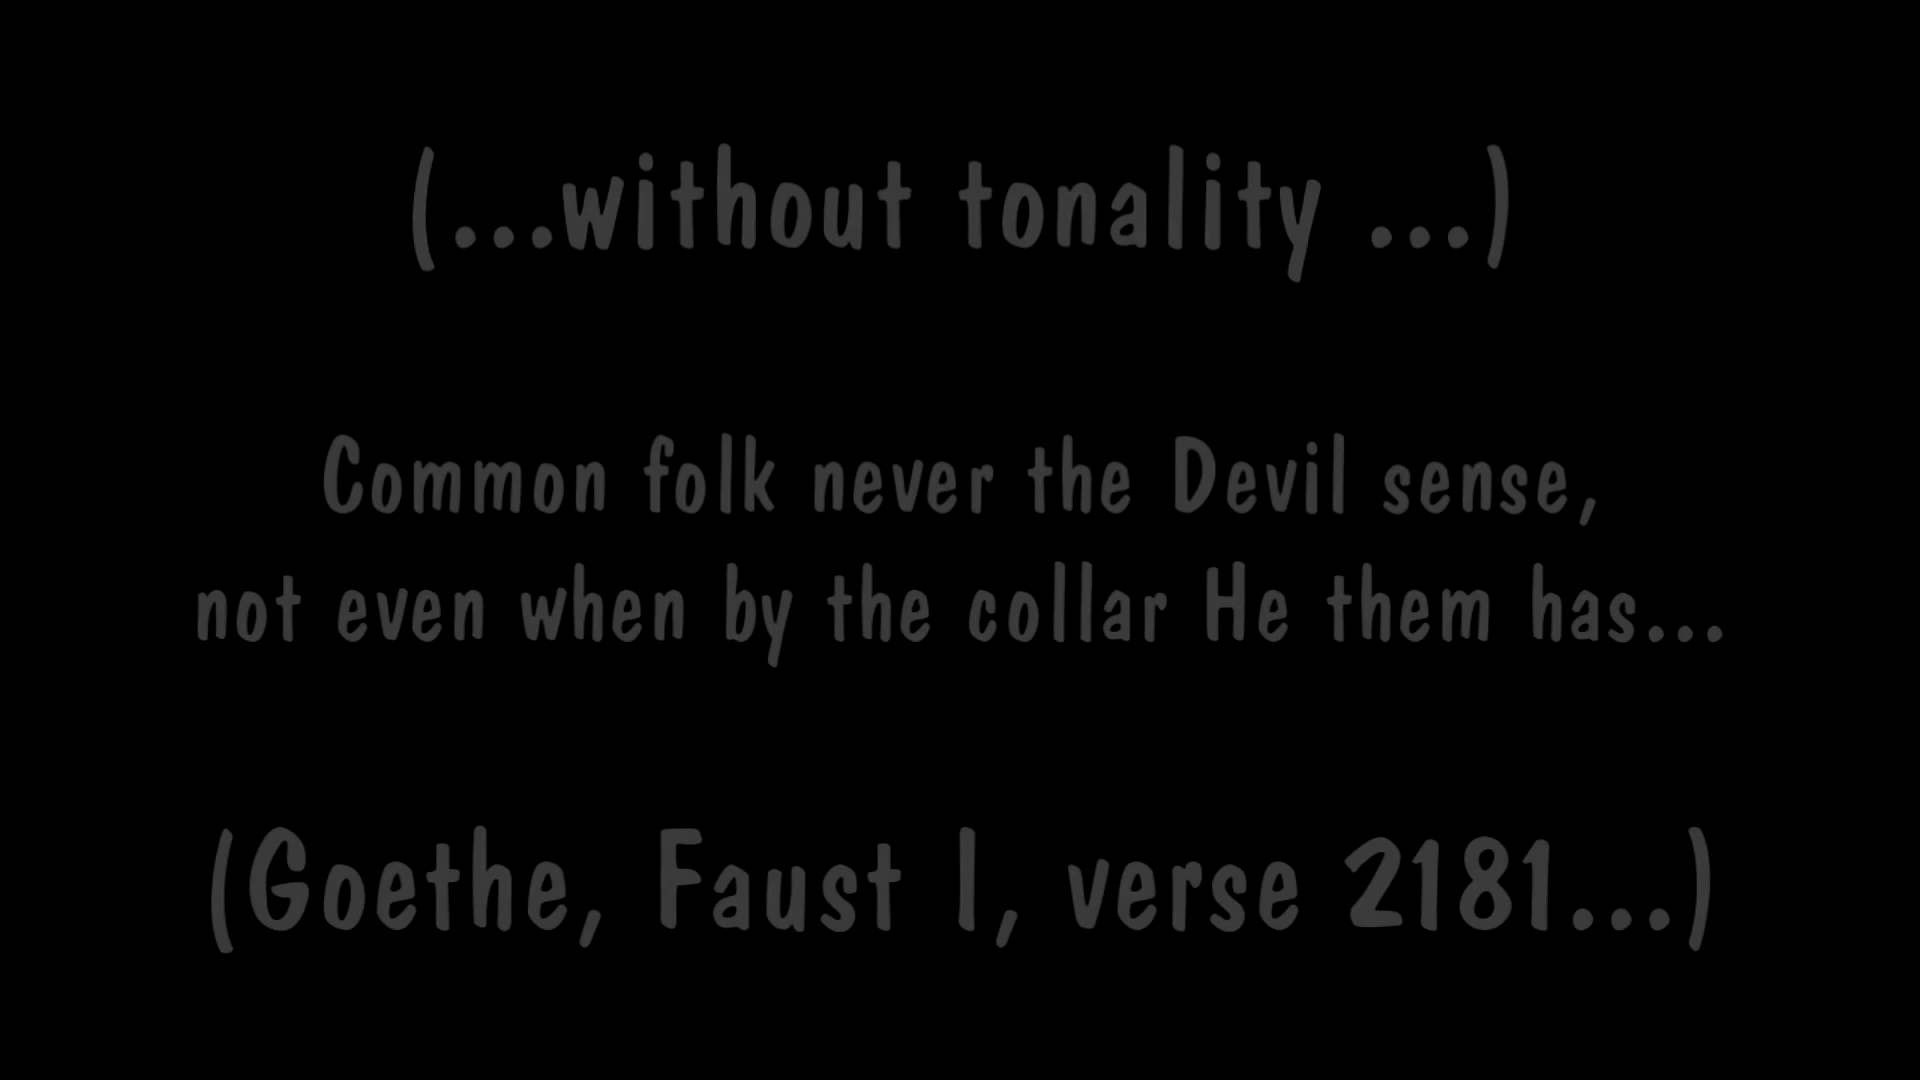 (...without tonality ...)
Common folk never the Devil sense,
not even when by the collar He them has...
(Goethe, Faust I, verse 2181...)